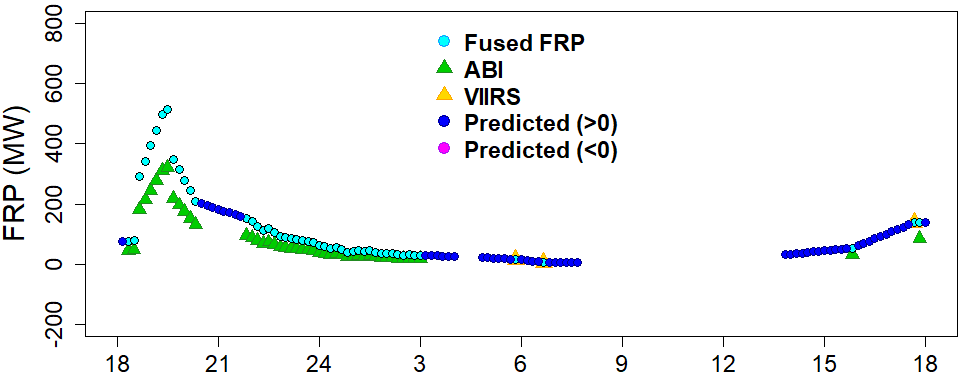 FRP (MW)
800
600
400
200
0
-200
Fused FRP
ABI
VIIRS
Predicted (>0)
Predicted (<0)
18 21 24 3 6 9 12 15 18